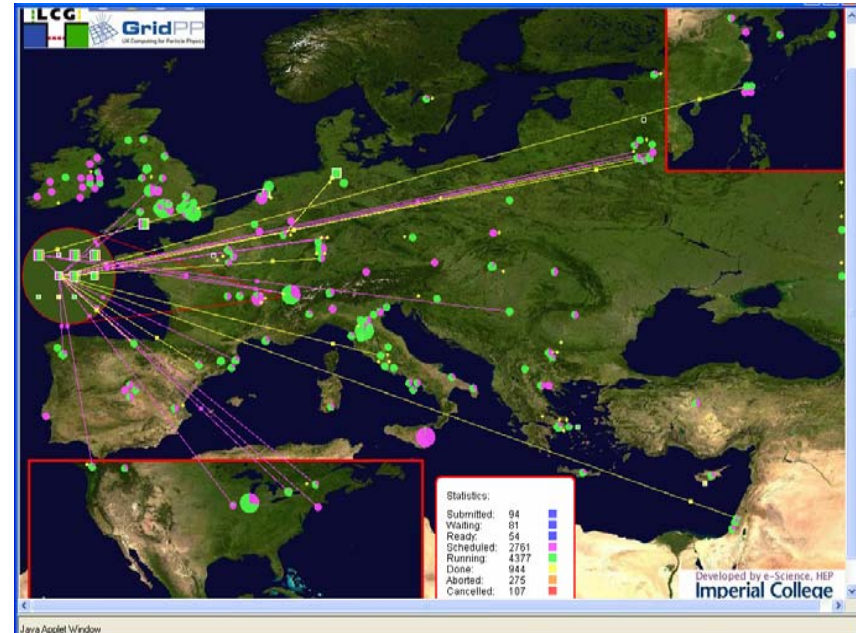 LCG
GridPP
UK Computing for Particle Physics
Statistics:
Submitted: 94
Waiting: 81
Ready: 54
Scheduled: 2761
Running: 4377
Done: 944
Aborted: 275
Cancelled: 107
Developed by e-Science, HEP
Imperial College
Java Applet Window